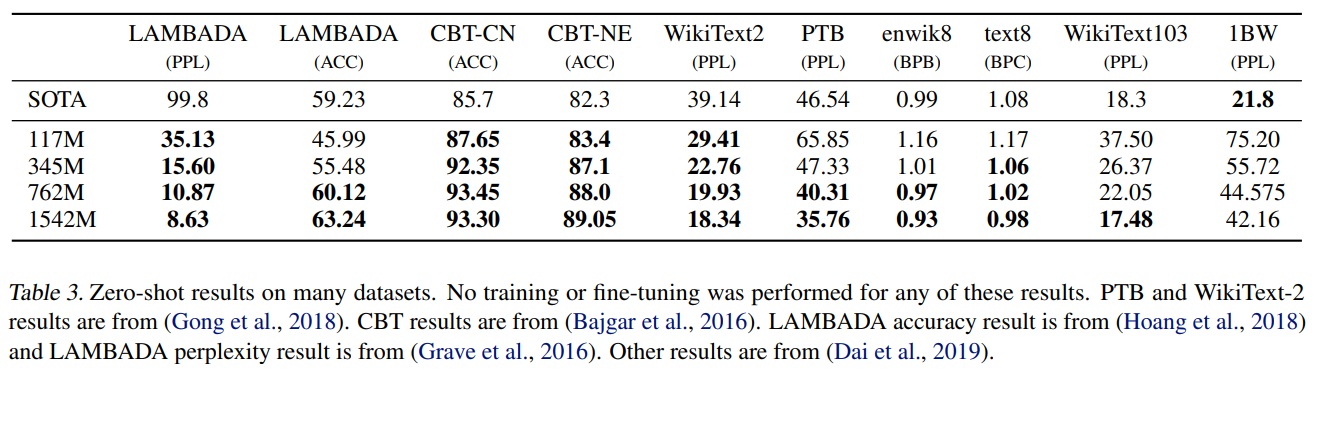 LAMBADA LAMBADA CBT-CN CBT-NE WikiText2 PTB enwik8 text8 WikiText103 1BW
(PPL) (ACC) (ACC) (ACC) (PPL) (PPL) (BPB) (BPC) (PPL) (PPL)
SOTA 99.8 59.23 85.7 82.3 39.14 46.54 0.99 1.08 18.3 21.8
117M 35.13 45.99 87.65 83.4 29.41 65.85 1.16 1.17 37.50 75.20
345M 15.60 55.48 92.35 87.1 22.76 47.33 1.01 1.06 26.37 55.72
762M 10.87 60.12 93.45 88.0 19.93 40.31 0.97 1.02 22.05 44.575
1542M 8.63 63.24 93.30 89.05 18.34 35.76 0.93 0.98 17.48 42.16
Table 3. Zero-shot results on many datasets. No training or fine-tuning was performed for any of these results. PTB and WikiText-2
results are from (Gong et al., 2018). CBT results are from (Bajgar et al., 2016). LAMBADA accuracy result is from (Hoang et al., 2018)
and LAMBADA perplexity result is from (Grave et al., 2016). Other results are from (Dai et al., 2019).